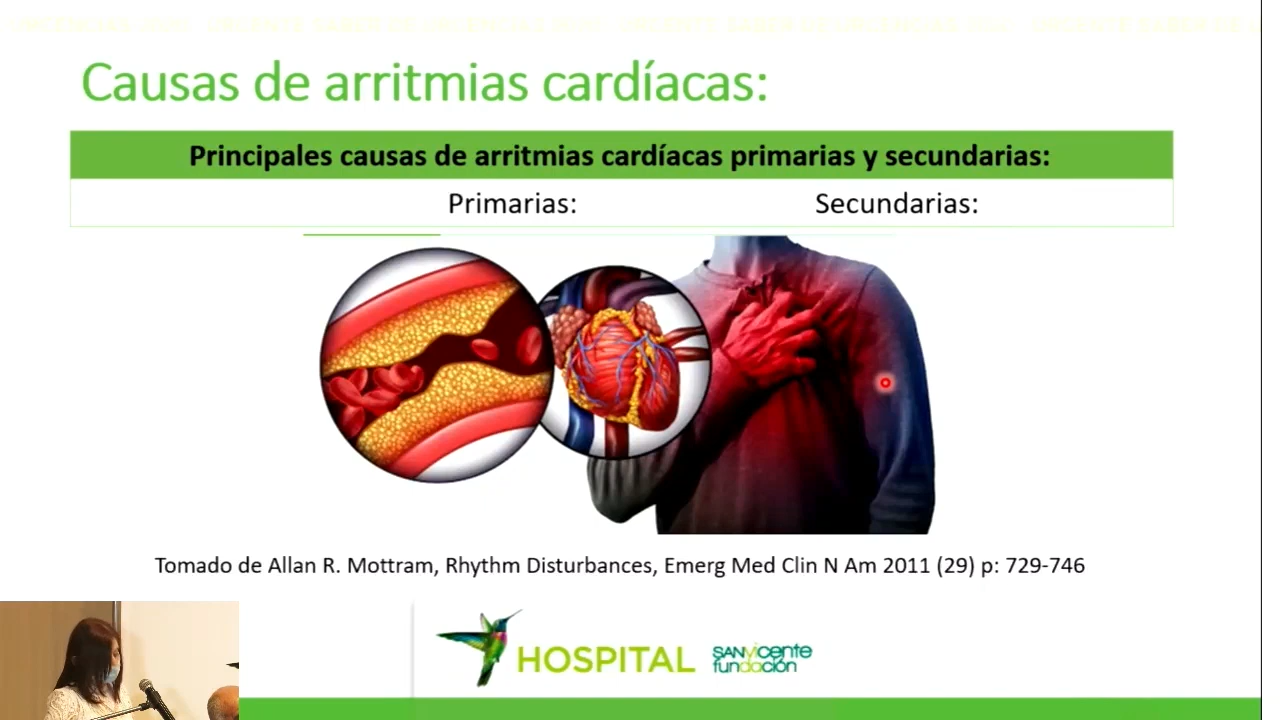 Causas de arritmias cardíacas:
Principales causas de arritmias cardíacas primarias y secundarias:
Primarias: Secundarias:
Tomado de Allan R. Mottram, Rhythm Disturbances, Emerg Med Clin N Am 2011 (29) p: 729-746
HOSPITAL
SANVicente
fundación